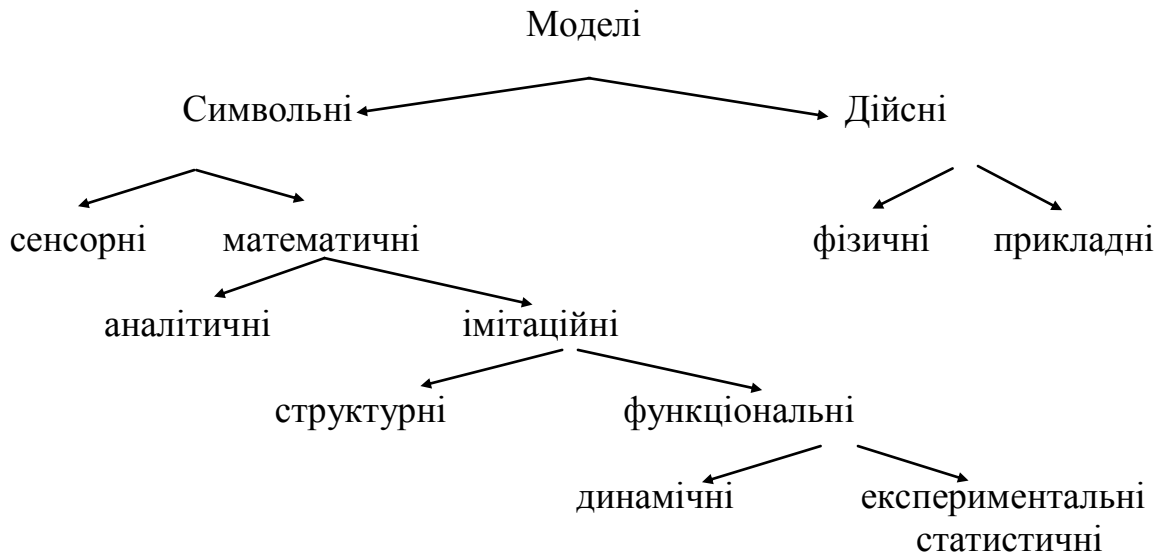 Моделі
Символьні Дійсні
сенсорні математичні фізичні прикладні
аналітичні імітаційні
структурні функціональні
динамічні експериментальні
статистичні